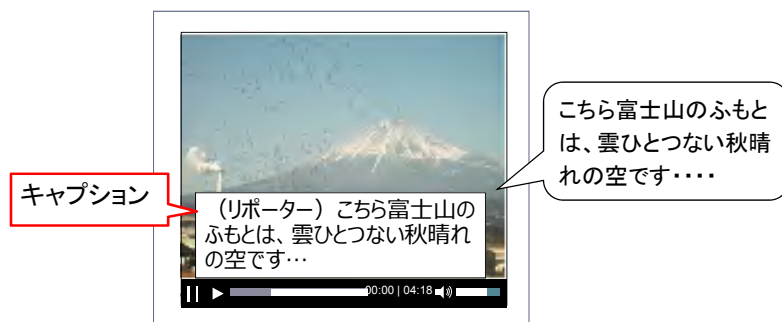 こちら富士山のふもと
は、雲ひとつない秋晴
れの空です・・・・
キャプション
（リポーター）こちら富士山の
ふもとは、雲ひとつない秋晴れ
の空です…
00:00 | 04:18